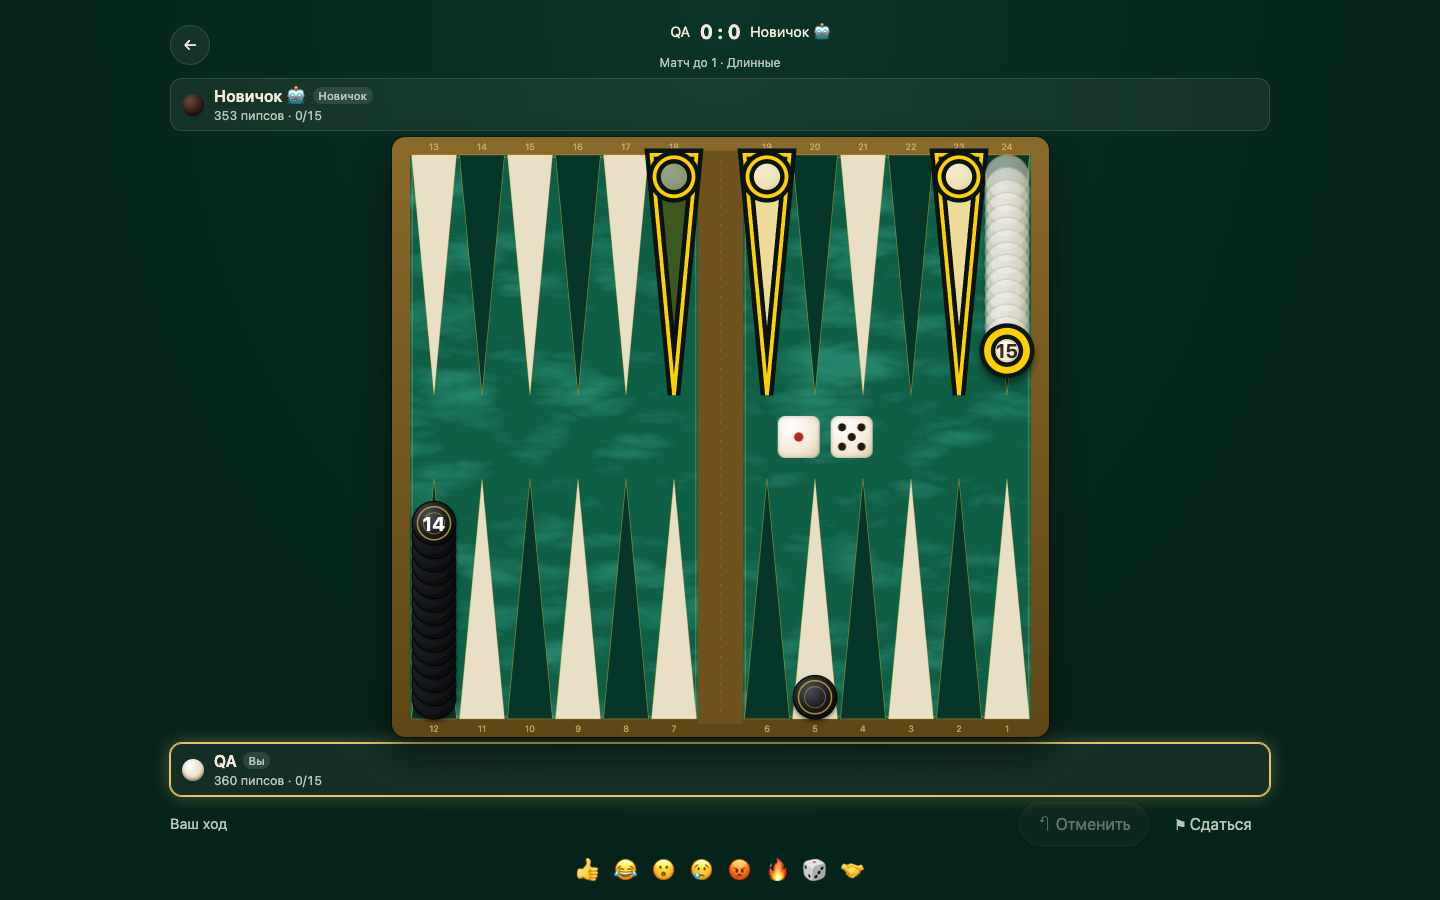 QA 0 : 0 Новичок
Матч до 1 · Длинные
Новичок Новичок
353 пипсов · 0/15
13 14 15 16 17 18 19 20 21 22 23 24
15
14
12 11 10 9 8 7 6 5 4 3 2 1
QA Вы
360 пипсов · 0/15
Ваш ход
Отменить
Сдаться